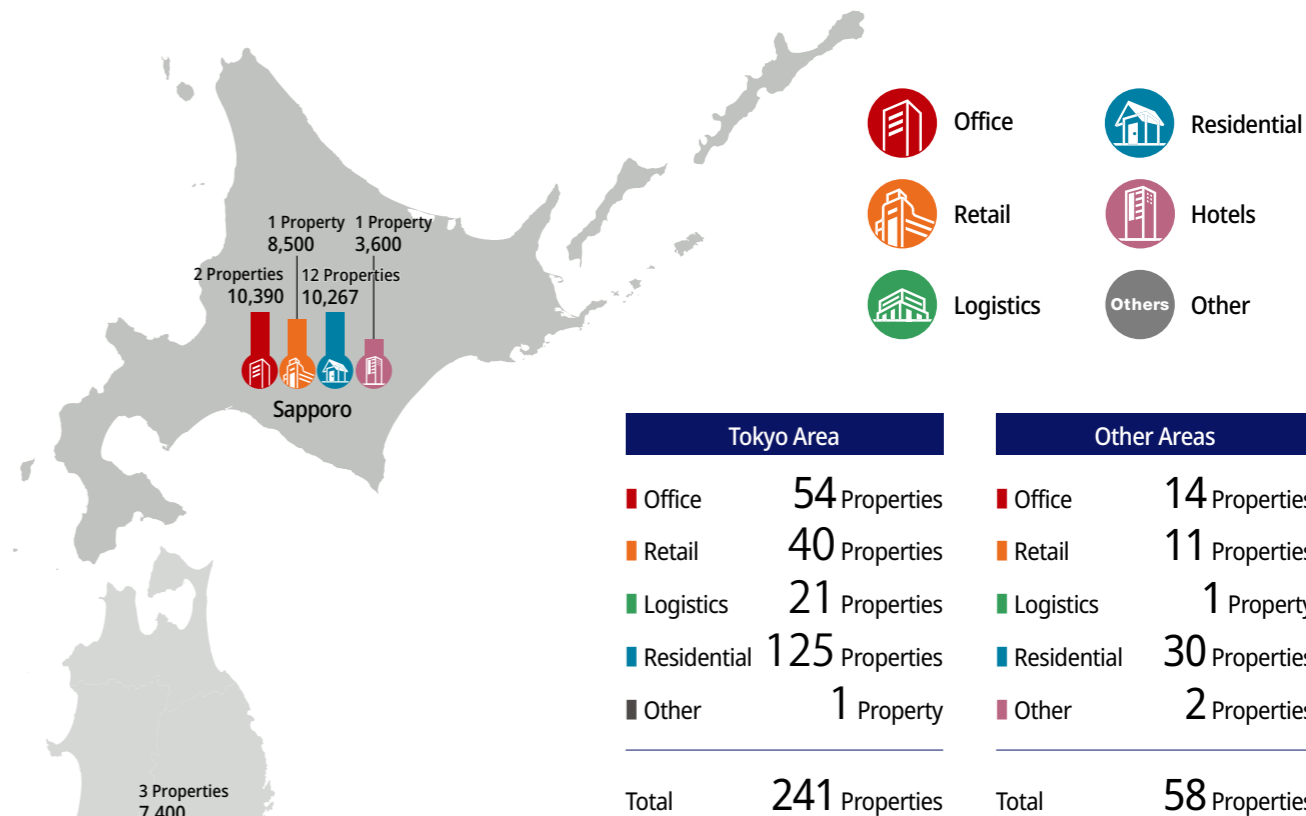 Office
Residential
Retail
Hotels
Logistics
Others
Other
1 Property
8,500
1 Property
3,600
2 Properties
10,390
12 Properties
10,267
Sapporo
Tokyo Area
Office 54 Properties
Retail 40 Properties
Logistics 21 Properties
Residential 125 Properties
Other 1 Property
Total 241 Properties
Other Areas
Office 14 Properties
Retail 11 Properties
Logistics 1 Property
Residential 30 Properties
Other 2 Properties
Total 58 Properties
3 Properties
7,400